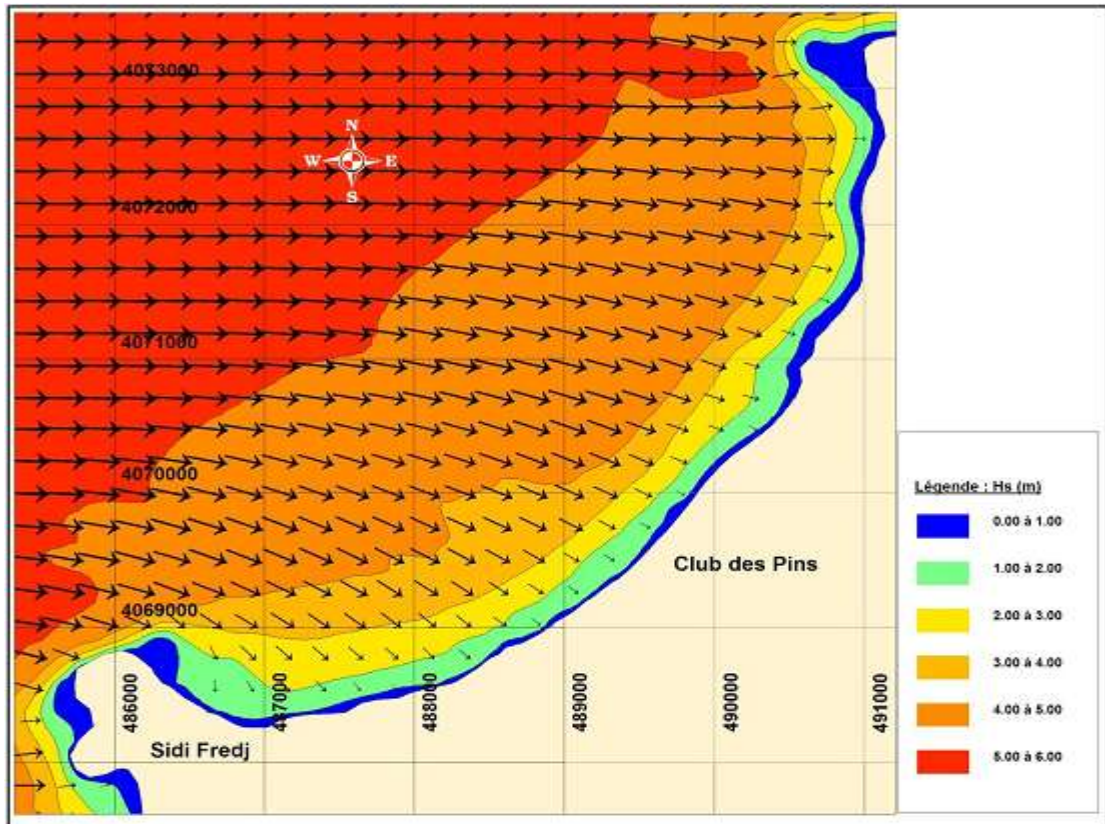 4073000
N
W E
S
4072000
4071000
4070000
4069000
Club des Pins
Sidi Fredj
486000
487000
488000
489000
490000
491000
Légende : Hs (m)
0.00 à 1.00
1.00 à 2.00
2.00 à 3.00
3.00 à 4.00
4.00 à 5.00
5.00 à 6.00